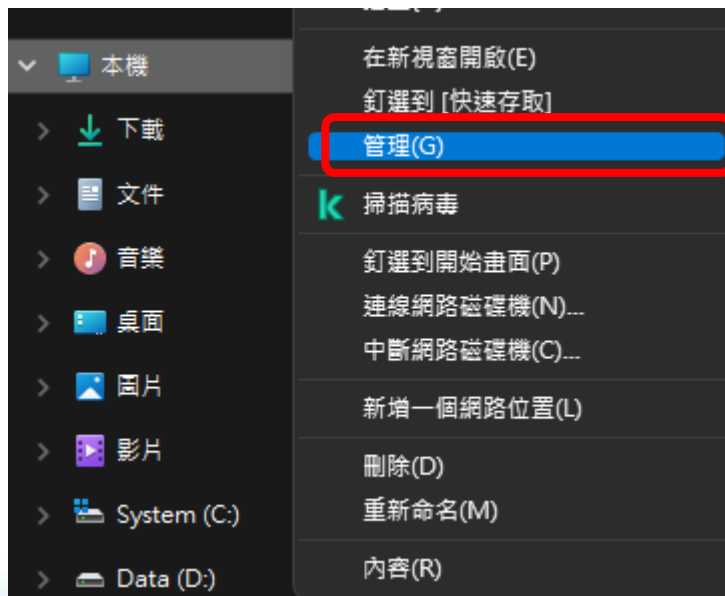 本機
下載
文件
音樂
桌面
圖片
影片
System (C:)
Data (D:)
在新視窗開啟(E)
釘選到 [快速存取]
管理(G)
掃描病毒
釘選到開始畫面(P)
連線網路磁碟機(N)...
中斷網路磁碟機(C)...
新增一個網路位置(L)
刪除(D)
重新命名(M)
內容(R)